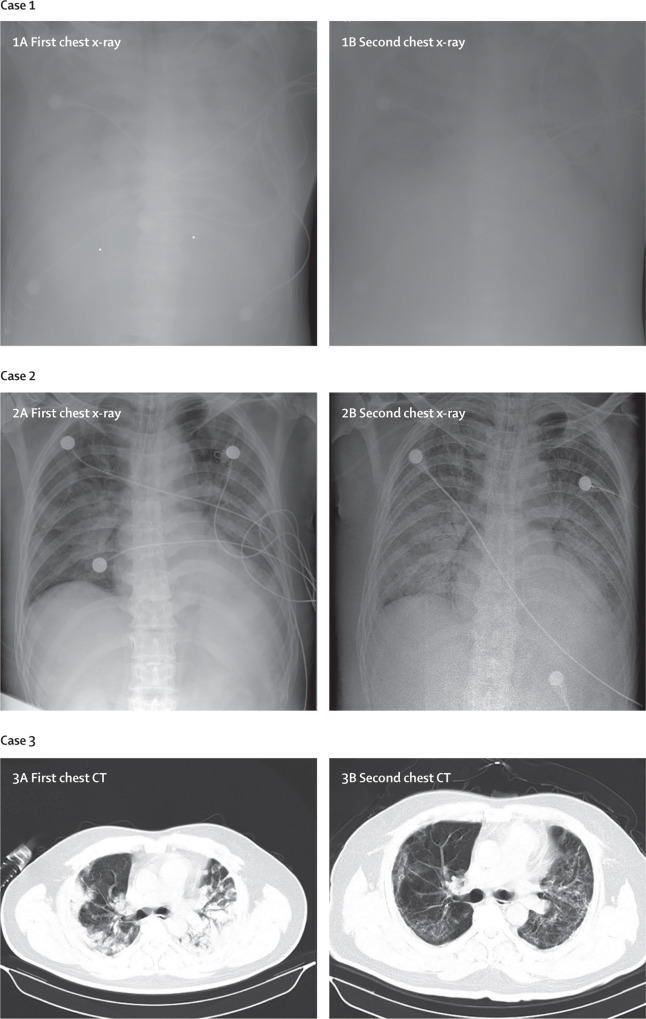 Case 1
1A First chest x-ray
1B Second chest x-ray
Case 2
2A First chest x-ray
2B Second chest x-ray
Case 3
3A First chest CT
3B Second chest CT